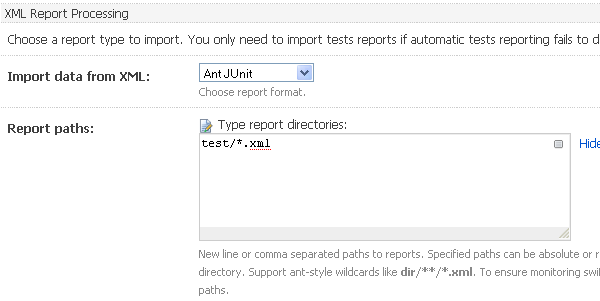 XML Report Processing
Choose a report type to import. You only need to import tests reports if automatic tests reporting fails to d
Import data from XML:
Ant JUnit
Choose report format.
Report paths:
Type report directories:
test/*.xml
Hide
New line or comma separated paths to reports. Specified paths can be absolute or r
directory. Support ant-style wildcards like dir/**/*.xml. To ensure monitoring swi
paths.